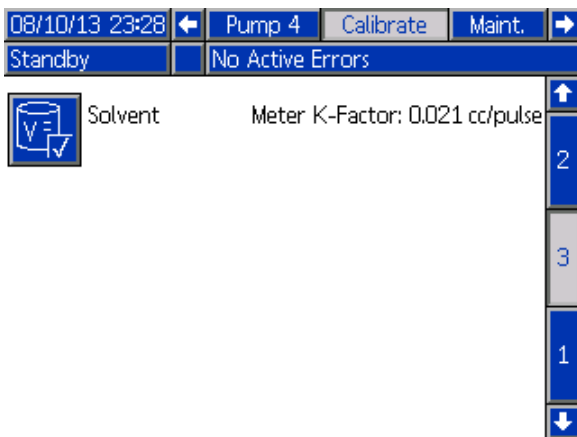 08/10/13 23:28 Pump 4 Calibrate Maint.
Standby No Active Errors
Solvent Meter K-Factor: 0.021 cc/pulse
V=
2
3
1